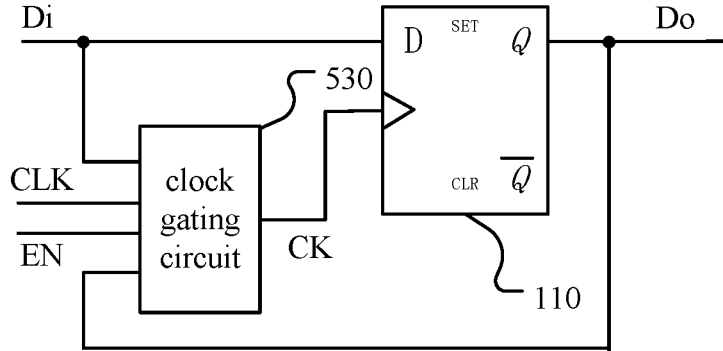 Di
Do
D
SET
Q
530
CLK
EN
clock
gating
circuit
CK
CLR
Q̅
110